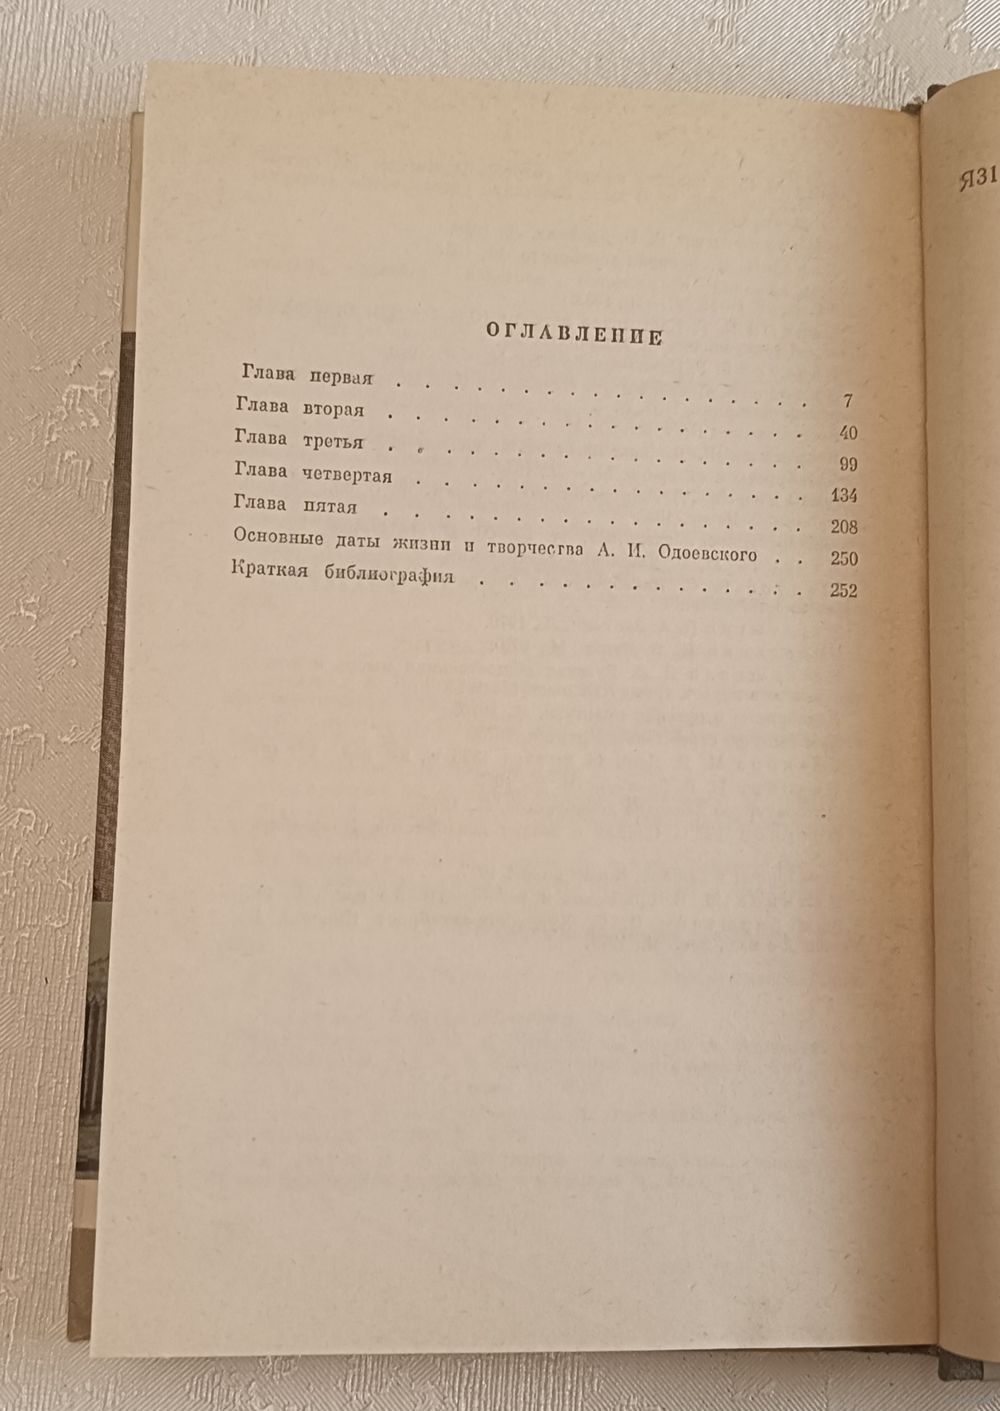 ОГЛАВЛЕНИЕ
Глава первая . . . . . . . . . . . . . . . . 7
Глава вторая . . . . . . . . . . . . . . . . 40
Глава третья . . . . . . . . . . . . . . . . 99
Глава четвертая . . . . . . . . . . . . . . . 134
Глава пятая . . . . . . . . . . . . . . . . 208
Основные даты жизни и творчества А. И. Одоевского . . 250
Краткая библиография . . . . . . . . . . . . 252